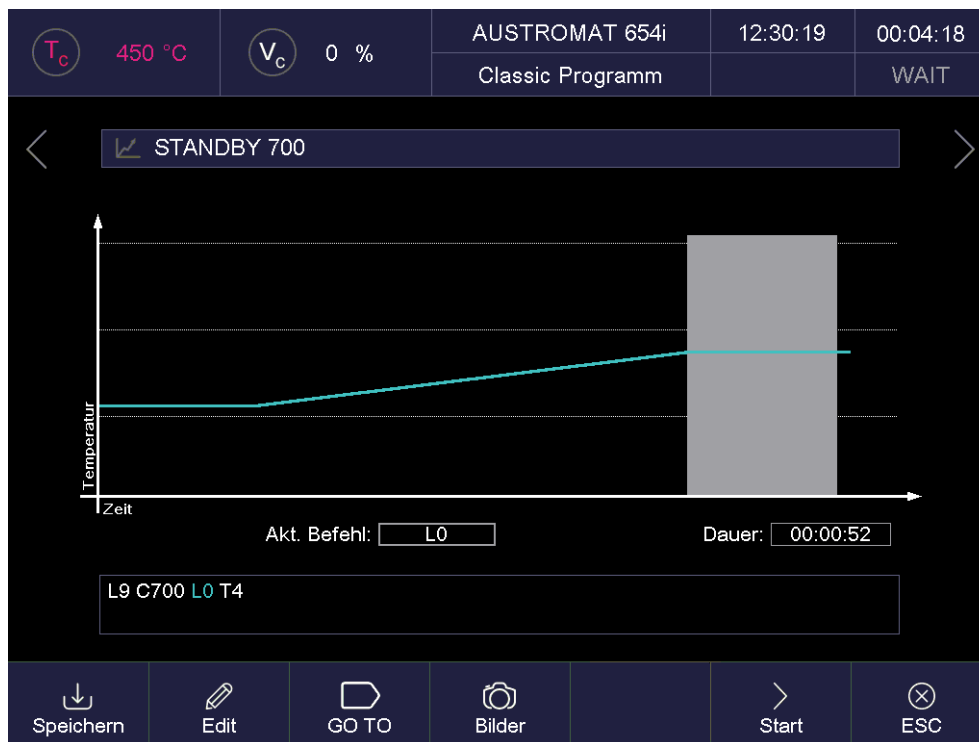 Tc 450 °C Vc 0 % AUSTROMAT 654i 12:30:19 00:04:18
Classic Programm WAIT
STANDBY 700
Temperatur
Zeit
Akt. Befehl: L0 Dauer: 00:00:52
L9 C700 L0 T4
Speichern Edit GO TO Bilder Start ESC